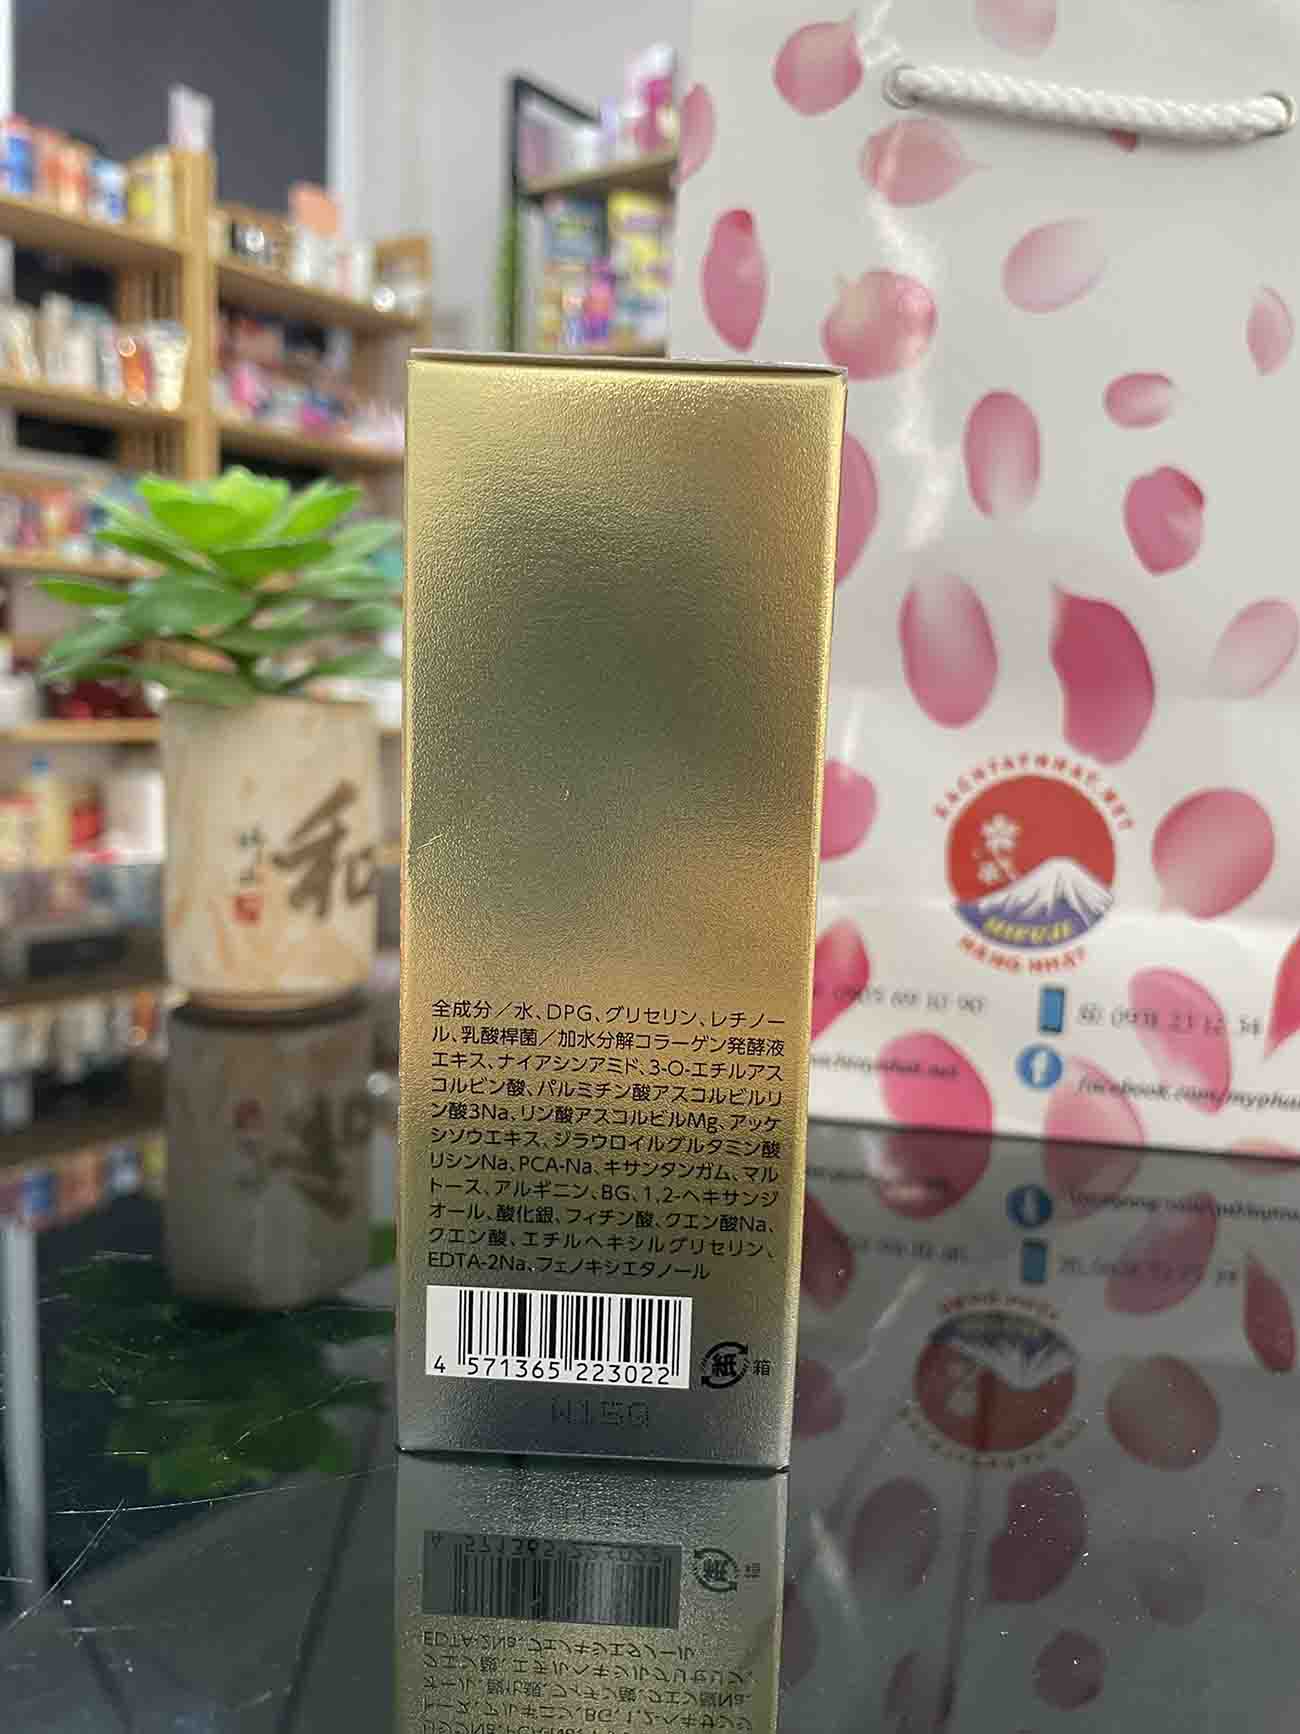 全成分／水、DPG、グリセリン、レチノー
ル、乳酸桿菌／加水分解コラーゲン発酵液
エキス、ナイアシンアミド、3-O-エチルアス
コルビン酸、パルミチン酸アスコルビルリ
ン酸3Na、リン酸アスコルビルMg、アッケ
シソウエキス、ジラウロイルグルタミン酸
リシンNa、PCA-Na、キサンタンガム、マル
トース、アルギニン、BG、1,2-ヘキサンジ
オール、酸化銀、フィチン酸、クエン酸Na、
クエン酸、エチルヘキシルグリセリン、
EDTA-2Na、フェノキシエタノール
4 571365 223022
紙 箱
和
XACHTAYNHAT.NET
HANG NHAT